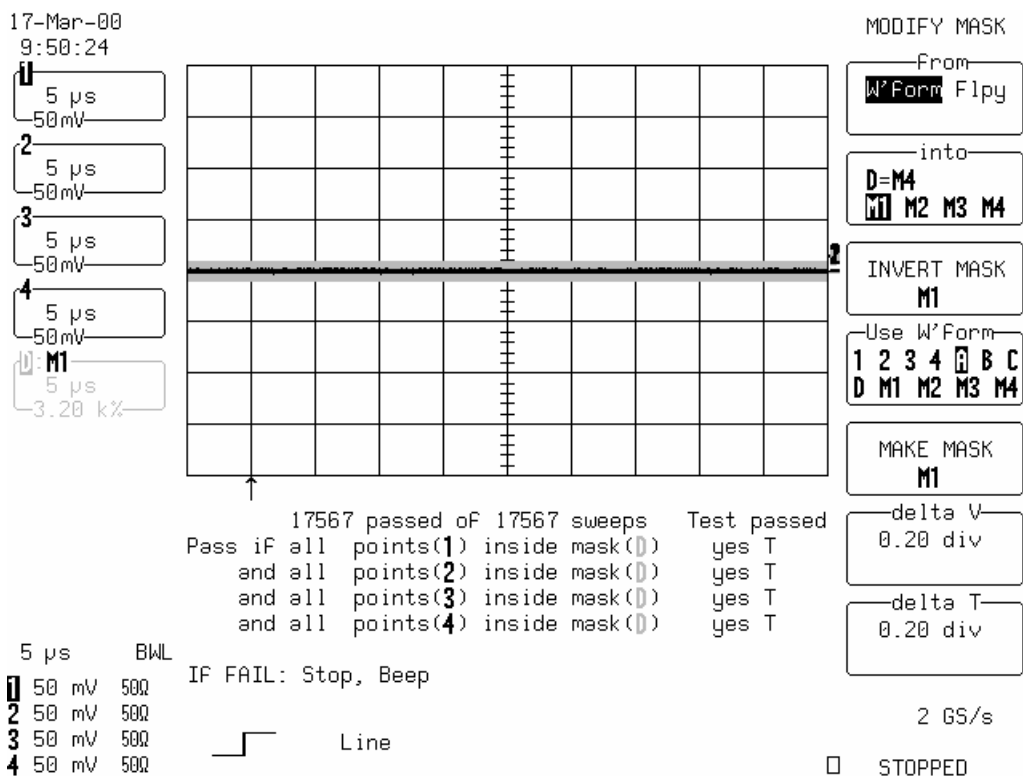 17-Mar-00
9:50:24
1
5 µs
50mV
2
5 µs
50mV
3
5 µs
50mV
4
5 µs
50mV
D:M1
5 µs
3.20 k%
2
MODIFY MASK
From
W'Form Flpy
into
D=M4
M1 M2 M3 M4
INVERT MASK
M1
Use W'Form
1 2 3 4 A B C
D M1 M2 M3 M4
MAKE MASK
M1
delta V
0.20 div
delta T
0.20 div
17567 passed of 17567 sweeps Test passed
Pass if all points(1) inside mask(D) yes T
and all points(2) inside mask(D) yes T
and all points(3) inside mask(D) yes T
and all points(4) inside mask(D) yes T
IF FAIL: Stop, Beep
5 µs BWL
1 50 mV 50Ω
2 50 mV 50Ω
3 50 mV 50Ω
4 50 mV 50Ω
Line
2 GS/s
STOPPED